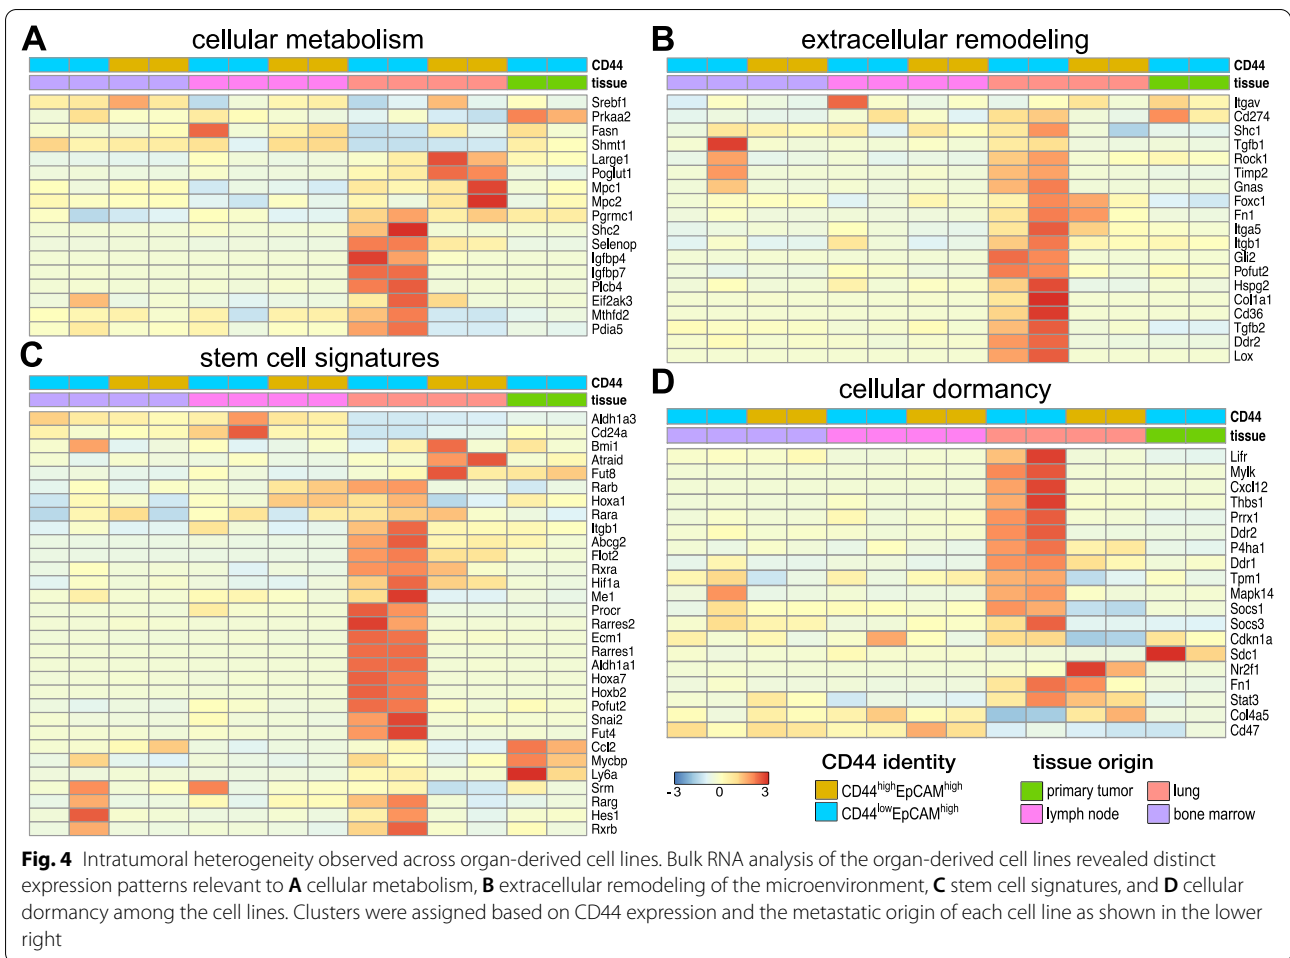 A cellular metabolism
CD44
tissue
Srebf1
Prkaa2
Fasn
Shmt1
Large1
Poglut1
Mpc1
Mpc2
Pgrmc1
Shc2
Selenop
Igfbp4
Igfbp7
Plcb4
Eif2ak3
Mthfd2
Pdia5
B extracellular remodeling
CD44
tissue
Itgav
Cd274
Shc1
Tgfb1
Rock1
Timp2
Gnas
Foxc1
Fn1
Itga5
Itgb1
Gli2
Pofut2
Hspg2
Col1a1
Cd36
Tgfb2
Ddr2
Lox
C stem cell signatures
CD44
tissue
Aldh1a3
Cd24a
Bmi1
Atraid
Fut8
Rarb
Hoxa1
Rara
Itgb1
Abcg2
Flot2
Rxra
Hif1a
Me1
Procr
Rarres2
Ecm1
Rarres1
Aldh1a1
Hoxa7
Hoxb2
Pofut2
Snai2
Fut4
Ccl2
Mycbp
Ly6a
Srm
Rarg
Hes1
Rxrb
D cellular dormancy
CD44
tissue
Lifr
Mylk
Cxcl12
Thbs1
Prrx1
Ddr2
P4ha1
Ddr1
Tpm1
Mapk14
Socs1
Socs3
Cdkn1a
Sdc1
Nr2f1
Fn1
Stat3
Col4a5
Cd47
-3 0 3
CD44 identity
CD44highEpCAMhigh
CD44lowEpCAMhigh
tissue origin
primary tumor lung
lymph node bone marrow
Fig. 4 Intratumoral heterogeneity observed across organ-derived cell lines. Bulk RNA analysis of the organ-derived cell lines revealed distinct
expression patterns relevant to A cellular metabolism, B extracellular remodeling of the microenvironment, C stem cell signatures, and D cellular
dormancy among the cell lines. Clusters were assigned based on CD44 expression and the metastatic origin of each cell line as shown in the lower
right